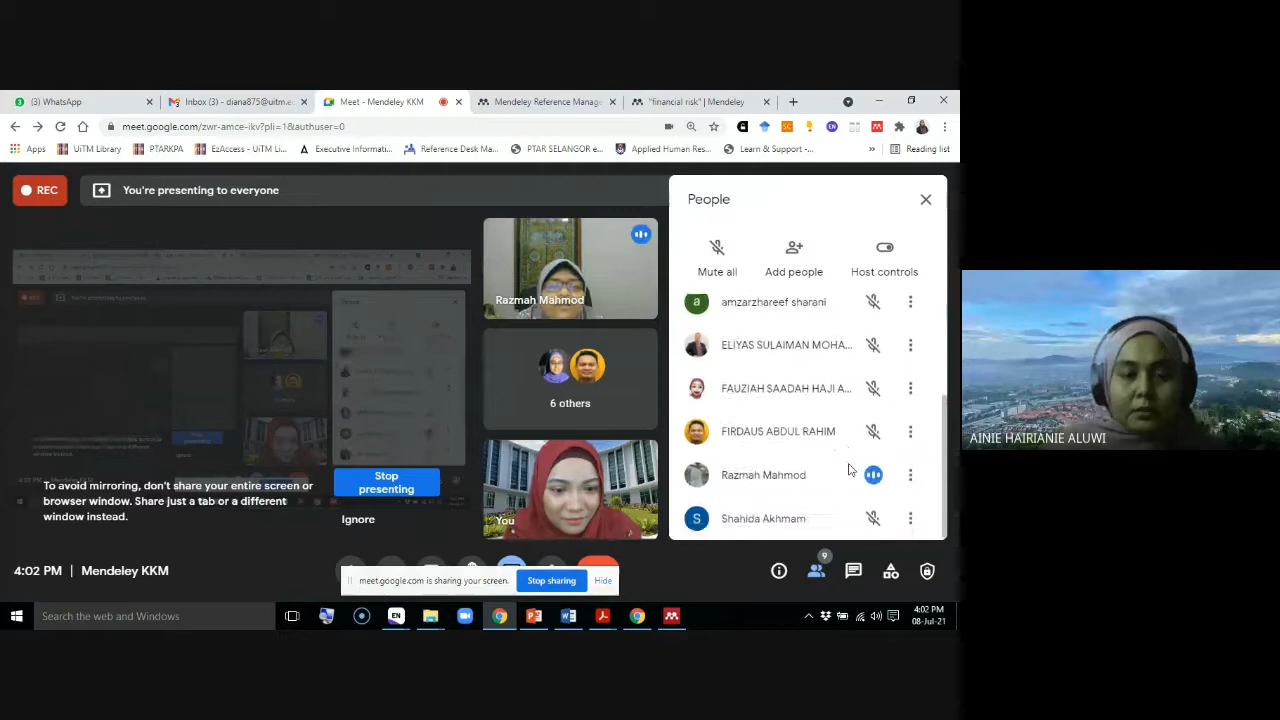 (3) WhatsApp
Inbox (3) - diana875@uitm.e
Meet - Mendeley KKM
Mendeley Reference Manage
"financial risk" | Mendeley
meet.google.com/zwr-amce-ikv?pli=1&authuser=0
Apps
UiTM Library
PTARKPA
EzAccess - UiTM Li...
Executive Informati...
Reference Desk Ma...
PTAR SELANGOR e...
Applied Human Res...
Learn & Support -...
»
Reading list
REC
You're presenting to everyone
People
Mute all
Add people
Host controls
amzarzhareef sharani
ELIYAS SULAIMAN MOHA...
FAUZIAH SAADAH HAJI A...
FIRDAUS ABDUL RAHIM
Razmah Mahmod
S
Shahida Akhmam
Razmah Mahmod
6 others
You
To avoid mirroring, don't share your entire screen or
browser window. Share just a tab or a different
window instead.
Stop
presenting
Ignore
4:02 PM | Mendeley KKM
meet.google.com is sharing your screen.
Stop sharing
Hide
9
Search the web and Windows
4:02 PM
08-Jul-21
AINIE HAIRIANIE ALUWI